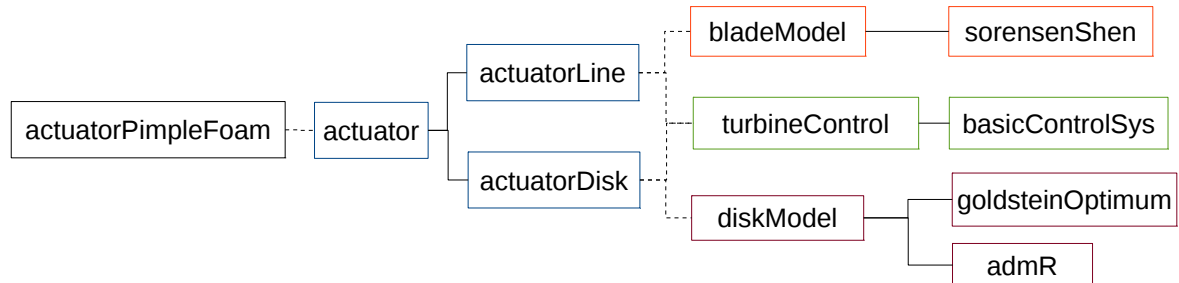 actuatorPimpleFoam
actuator
actuatorLine
actuatorDisk
bladeModel
sorensenShen
turbineControl
basicControlSys
diskModel
goldsteinOptimum
admR